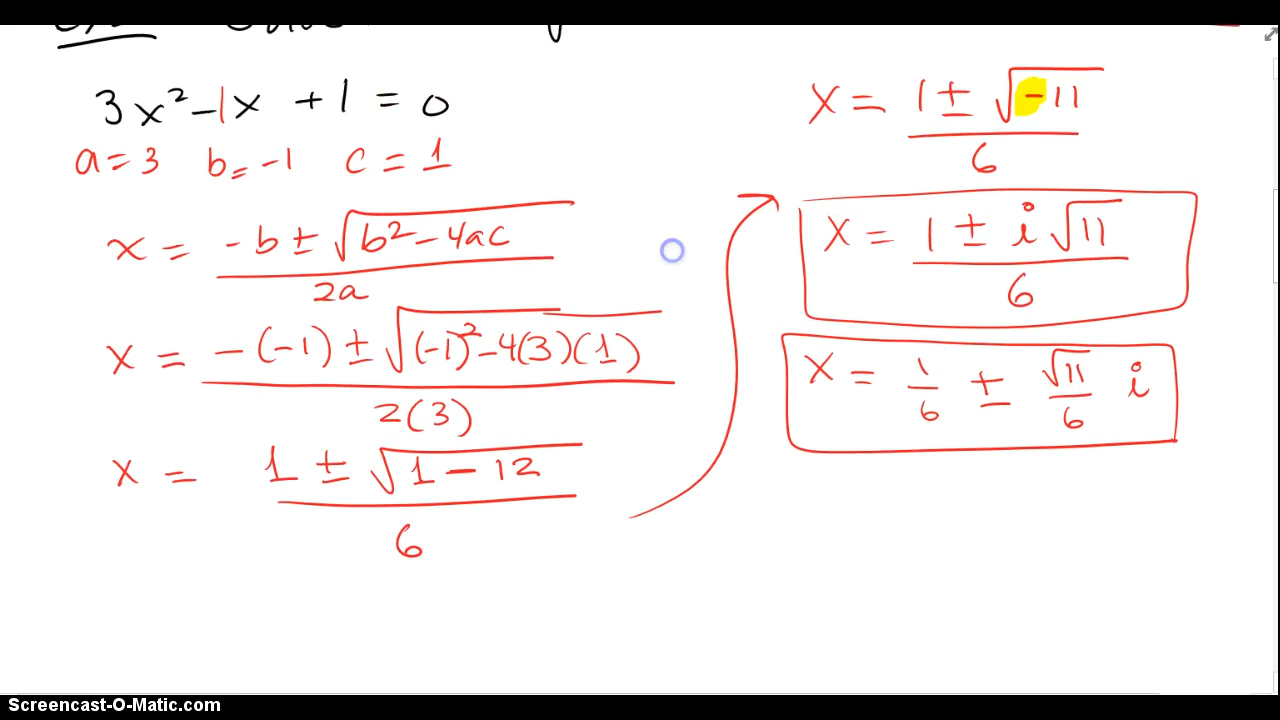 3x² - 1x + 1 = 0
a = 3 b = -1 c = 1
x = -b ± √b² - 4ac
2a
x = -(-1) ± √(-1)² - 4(3)(1)
2(3)
x = 1 ± √1 - 12
6
x = 1 ± √-11
6
x = 1 ± i √11
6
x = 1/6 ± √11/6 i
Screencast-O-Matic.com